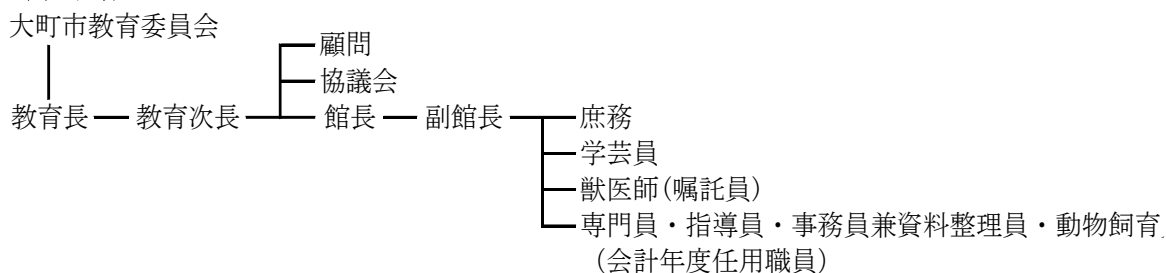 大町市教育委員会
顧問
協議会
教育長 教育次長 館長 副館長 庶務
学芸員
獣医師(嘱託員)
専門員・指導員・事務員兼資料整理員・動物飼育
(会計年度任用職員)